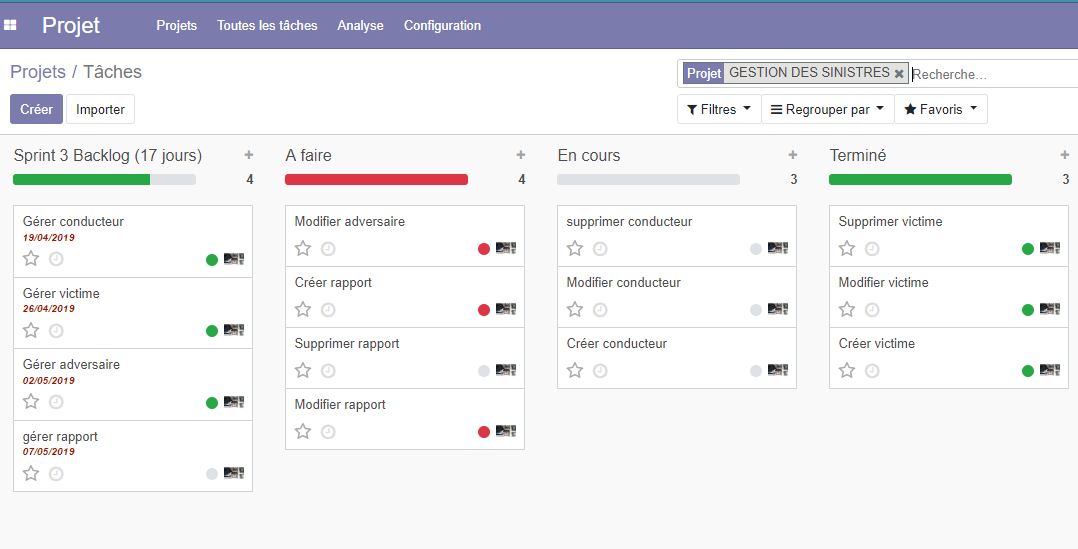 Projet
Projets
Toutes les tâches
Analyse
Configuration
Projets / Tâches
Projet GESTION DES SINISTRES Recherche...
Créer
Importer
Filtres
Regrouper par
Favoris
Sprint 3 Backlog (17 jours)
4
Gérer conducteur
19/04/2019
Gérer victime
26/04/2019
Gérer adversaire
02/05/2019
gérer rapport
07/05/2019
A faire
4
Modifier adversaire
Créer rapport
Supprimer rapport
Modifier rapport
En cours
3
supprimer conducteur
Modifier conducteur
Créer conducteur
Terminé
3
Supprimer victime
Modifier victime
Créer victime